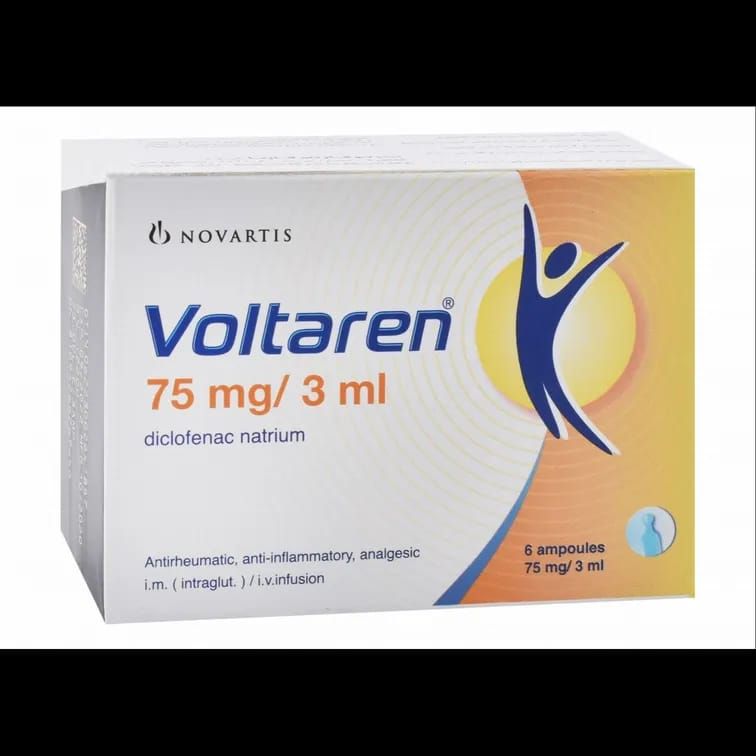 NOVARTIS
Voltaren®
75 mg/ 3 ml
diclofenac natrium
Antirheumatic, anti-inflammatory, analgesic
i.m. ( intraglut. ) / i.v.infusion
6 ampoules
75 mg/ 3 ml